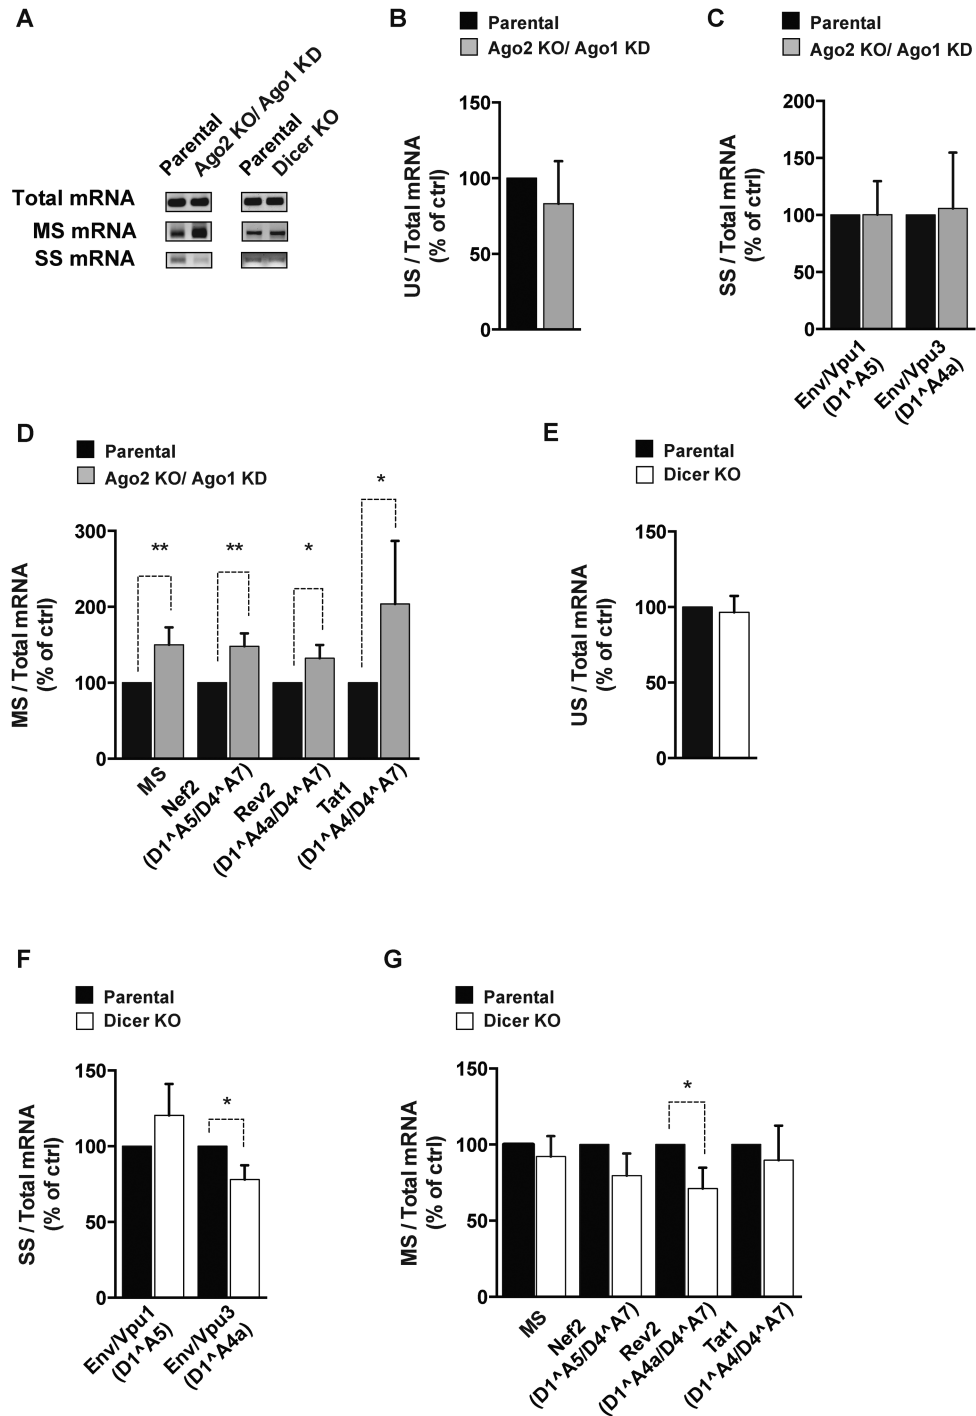 A
Parental
Ago2 KO/ Ago1 KD
Parental
Dicer KO
Total mRNA
MS mRNA
SS mRNA
B
Parental
Ago2 KO/ Ago1 KD
US / Total mRNA
(% of ctrl)
150
100
50
0
C
Parental
Ago2 KO/ Ago1 KD
SS / Total mRNA
(% of ctrl)
200
150
100
50
0
Env/Vpu1
(D1^A5)
Env/Vpu3
(D1^A4a)
D
Parental
Ago2 KO/ Ago1 KD
MS / Total mRNA
(% of ctrl)
300
200
100
0
**
**
*
*
MS
Nef2
(D1^A5/D4^A7)
Rev2
(D1^A4a/D4^A7)
Tat1
(D1^A4/D4^A7)
E
Parental
Dicer KO
US / Total mRNA
(% of ctrl)
150
100
50
0
F
Parental
Dicer KO
SS / Total mRNA
(% of ctrl)
150
100
50
0
*
Env/Vpu1
(D1^A5)
Env/Vpu3
(D1^A4a)
G
Parental
Dicer KO
MS / Total mRNA
(% of ctrl)
150
100
50
0
*
MS
Nef2
(D1^A5/D4^A7)
Rev2
(D1^A4a/D4^A7)
Tat1
(D1^A4/D4^A7)